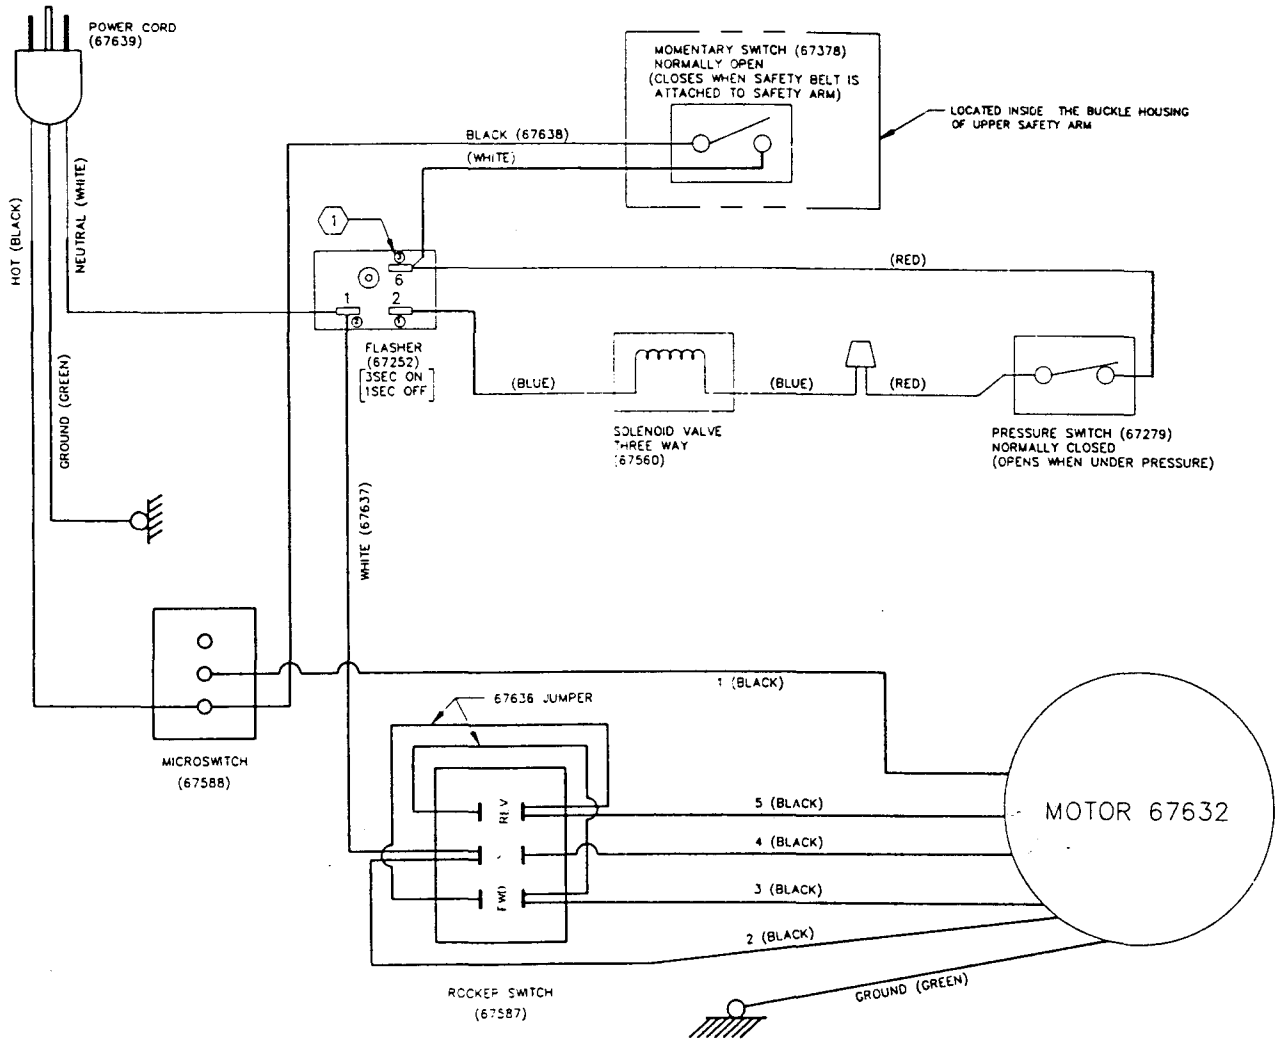 POWER CORD
(67639)
MOMENTARY SWITCH (67378)
NORMALLY OPEN
(CLOSES WHEN SAFETY BELT IS
ATTACHED TO SAFETY ARM)
LOCATED INSIDE THE BUCKLE HOUSING
OF UPPER SAFETY ARM
BLACK (67638)
(WHITE)
HOT (BLACK)
NEUTRAL (WHITE)
GROUND (GREEN)
1
3
6
1
2
2
1
(RED)
FLASHER
(67252)
[3SEC ON
1SEC OFF]
(BLUE)
(BLUE)
(RED)
SOLENOID VALVE
THREE WAY
(67560)
PRESSURE SWITCH (67279)
NORMALLY CLOSED
(OPENS WHEN UNDER PRESSURE)
WHITE (67637)
1 (BLACK)
67636 JUMPER
MICROSWITCH
(67588)
REV
FWD
5 (BLACK)
4 (BLACK)
3 (BLACK)
2 (BLACK)
MOTOR 67632
GROUND (GREEN)
ROCKER SWITCH
(67587)